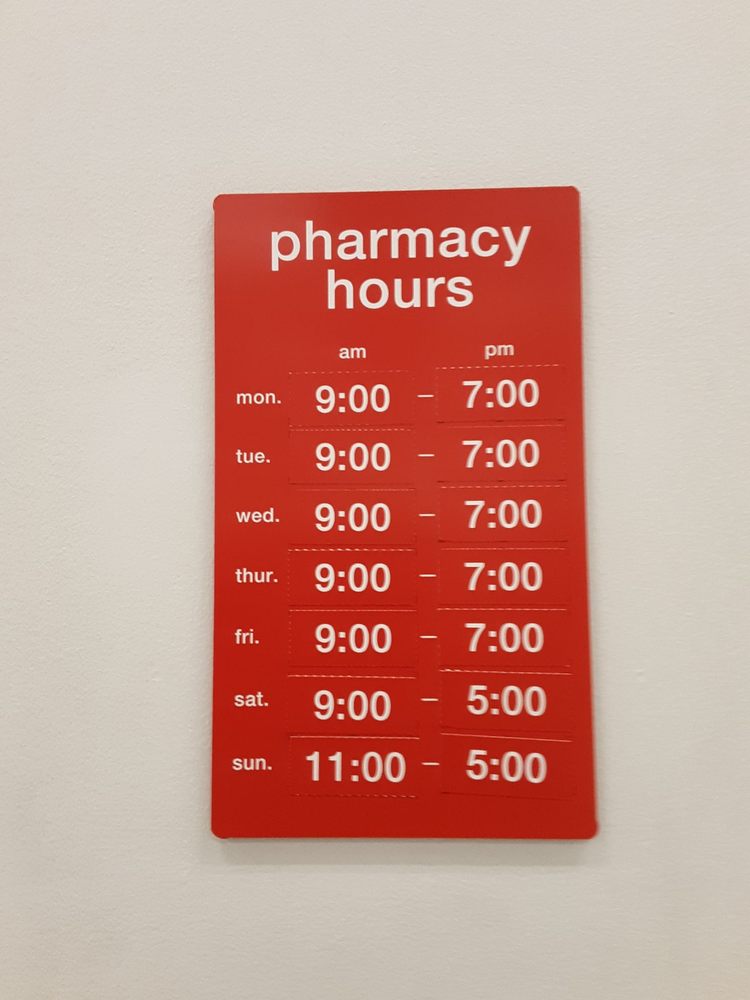 pharmacy
hours
am pm
mon. 9:00 – 7:00
tue. 9:00 – 7:00
wed. 9:00 – 7:00
thur. 9:00 – 7:00
fri. 9:00 – 7:00
sat. 9:00 – 5:00
sun. 11:00 – 5:00